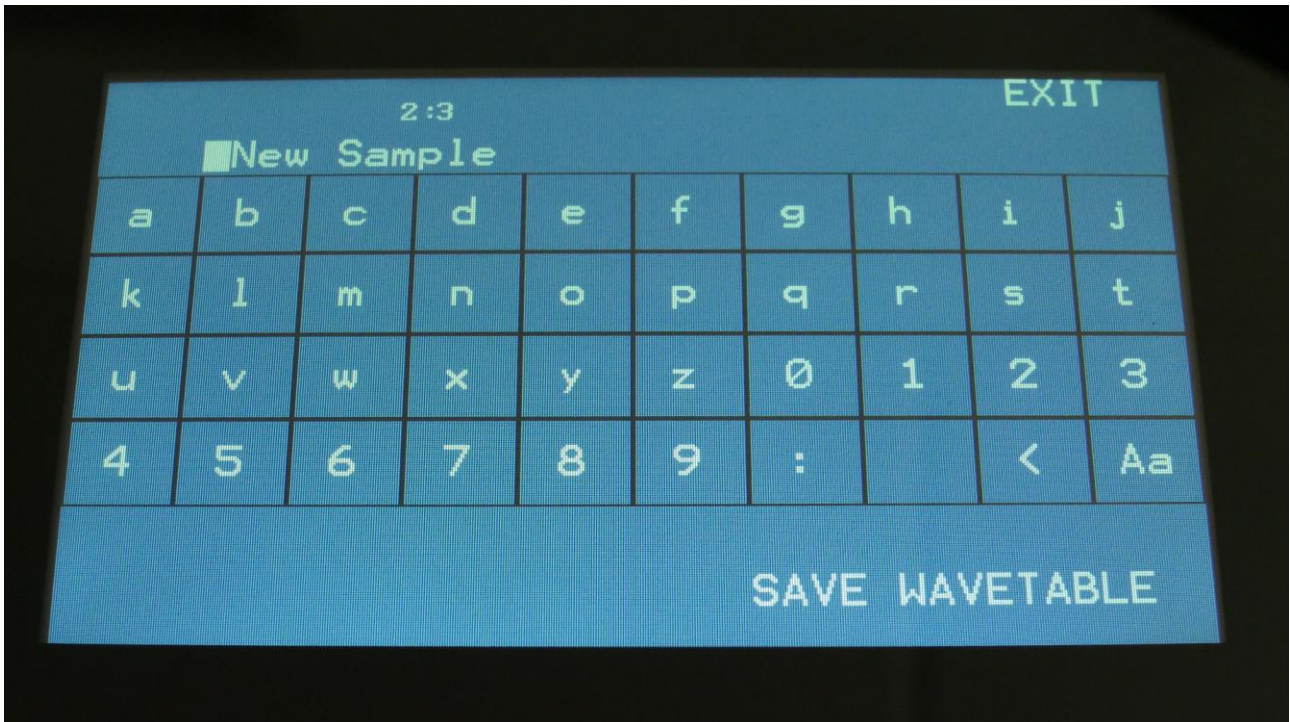 EXIT
2:3
New Sample
a b c d e f g h i j
k l m n o p q r s t
u v w x y z 0 1 2 3
4 5 6 7 8 9 : < Aa
SAVE WAVETABLE